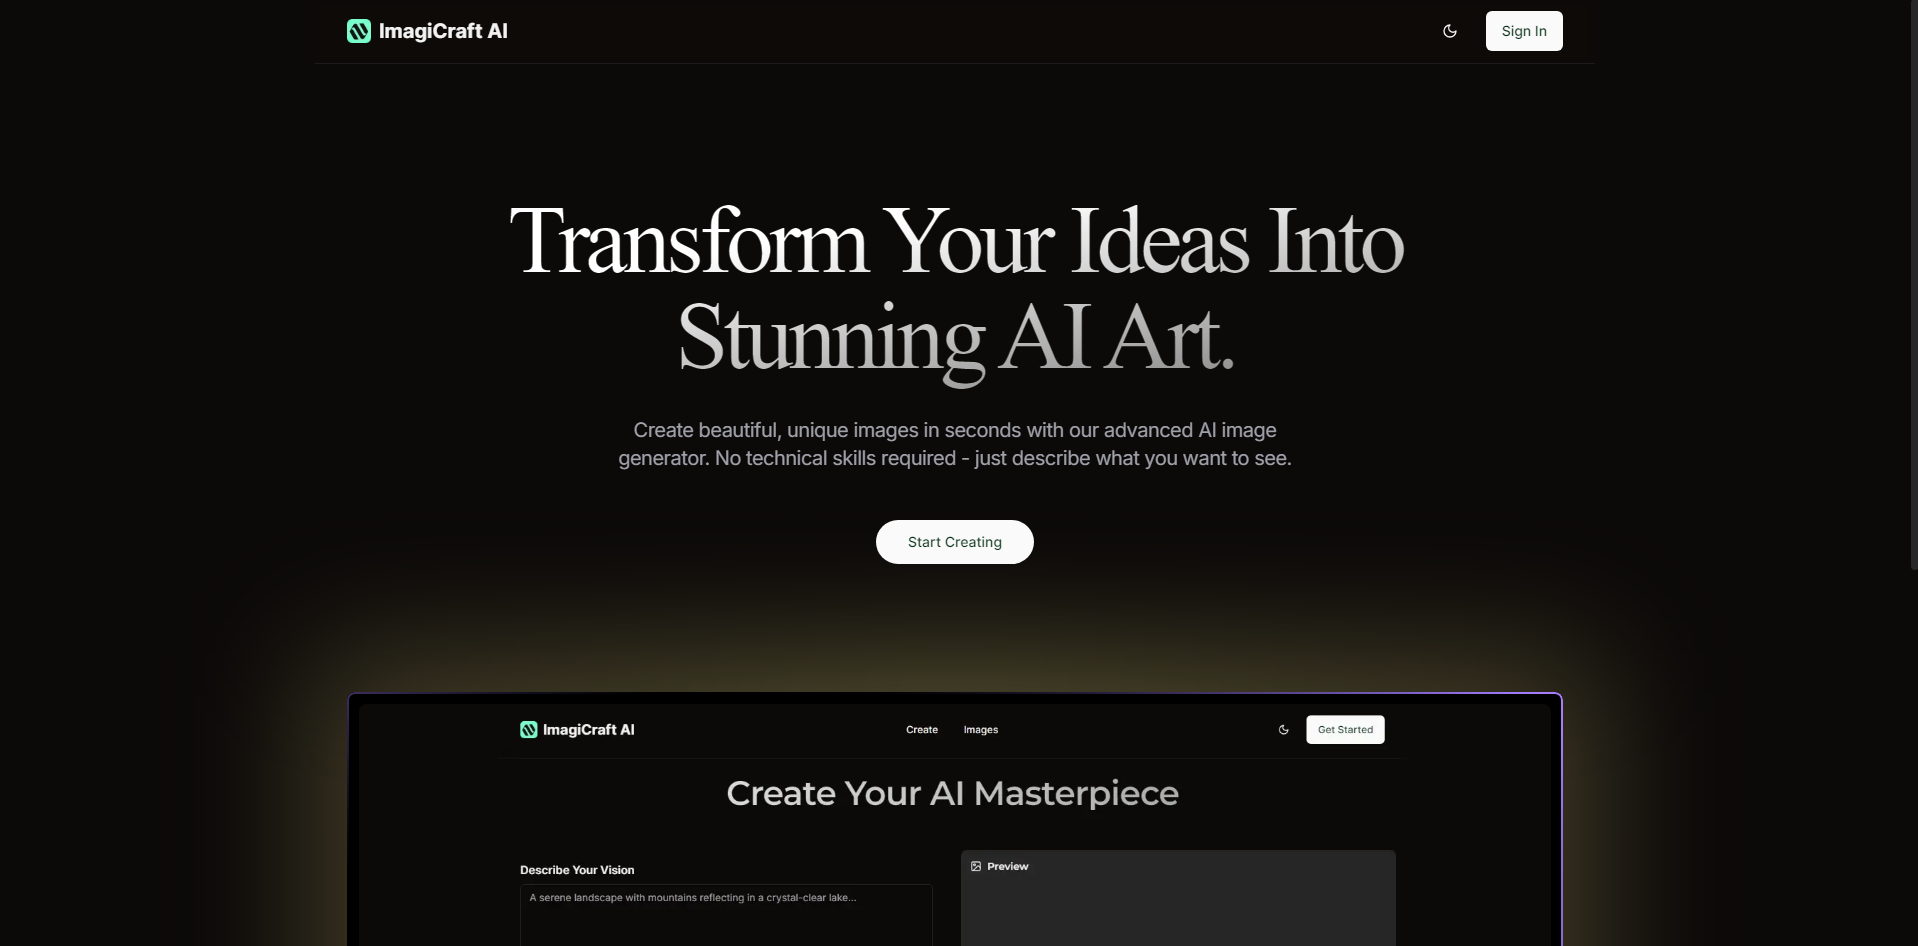 ImagiCraft AI
Sign In
Transform Your Ideas Into
Stunning AI Art.
Create beautiful, unique images in seconds with our advanced AI image
generator. No technical skills required - just describe what you want to see.
Start Creating
ImagiCraft AI
Create
Images
Get Started
Create Your AI Masterpiece
Describe Your Vision
Preview
A serene landscape with mountains reflecting in a crystal-clear lake...